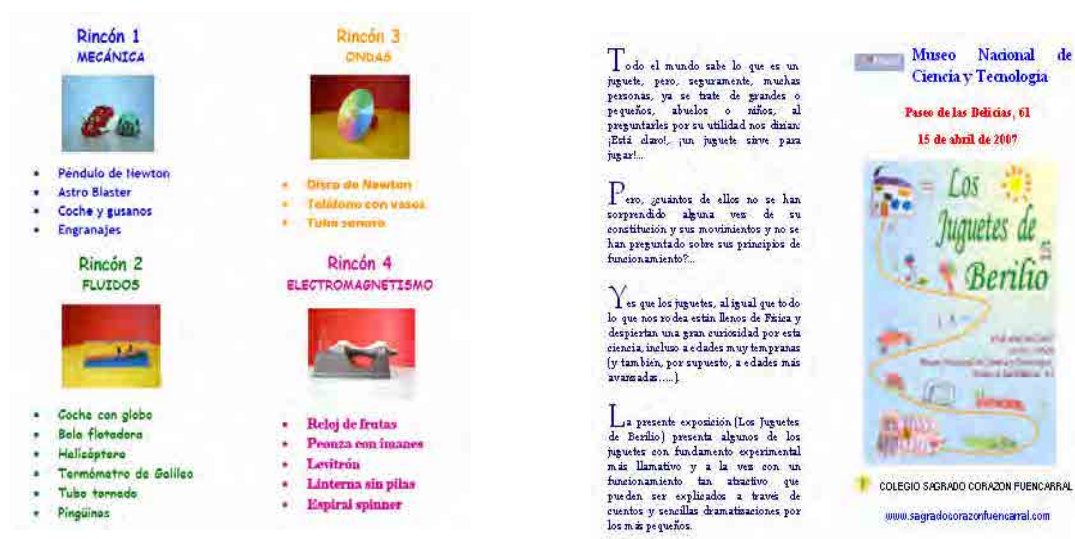 Rincón 1
MECÁNICA
Péndulo de Newton
Astro Blaster
Coche y gusanos
Engranajes
Rincón 2
FLUIDOS
Coche con globo
Bola flotadora
Helicóptero
Termómetro de Galileo
Tubo tornado
Pingüinos
Rincón 3
ONDAS
Disco de Newton
Teléfono con vasos
Tubo sonoro
Rincón 4
ELECTROMAGNETISMO
Reloj de frutas
Peonza con imanes
Levitrón
Linterna sin pilas
Espiral spinner
Todo el mundo sabe lo que es un
juguete, pero, seguramente, muchas
personas, ya se trate de grandes o
pequeños, abuelos o niños, al
preguntarles por su utilidad nos dirían:
¡Está claro!, ¡un juguete sirve para
jugar!...
Pero, ¿cuántos de ellos no se han
sorprendido alguna vez de su
constitución y sus movimientos y no se
han preguntado sobre sus principios de
funcionamiento?...
Y es que los juguetes, al igual que todo
lo que nos rodea están llenos de Física y
despiertan una gran curiosidad por esta
ciencia, incluso a edades muy tempranas
(y también, por supuesto, a edades más
avanzadas.....)
La presente exposición (Los Juguetes
de Berilio) presenta algunos de los
juguetes con fundamento experimental
más llamativo y a la vez con un
funcionamiento tan atractivo que
pueden ser explicados a través de
cuentos y sencillas dramatizaciones por
los más pequeños.
Museo Nacional de
Ciencia y Tecnología
Paseo de las Delicias, 61
15 de abril de 2007
Los
Juguetes de
Berilio
COLEGIO SAGRADO CORAZON FUENCARRAL
www.sagradocorazonfuencarral.com